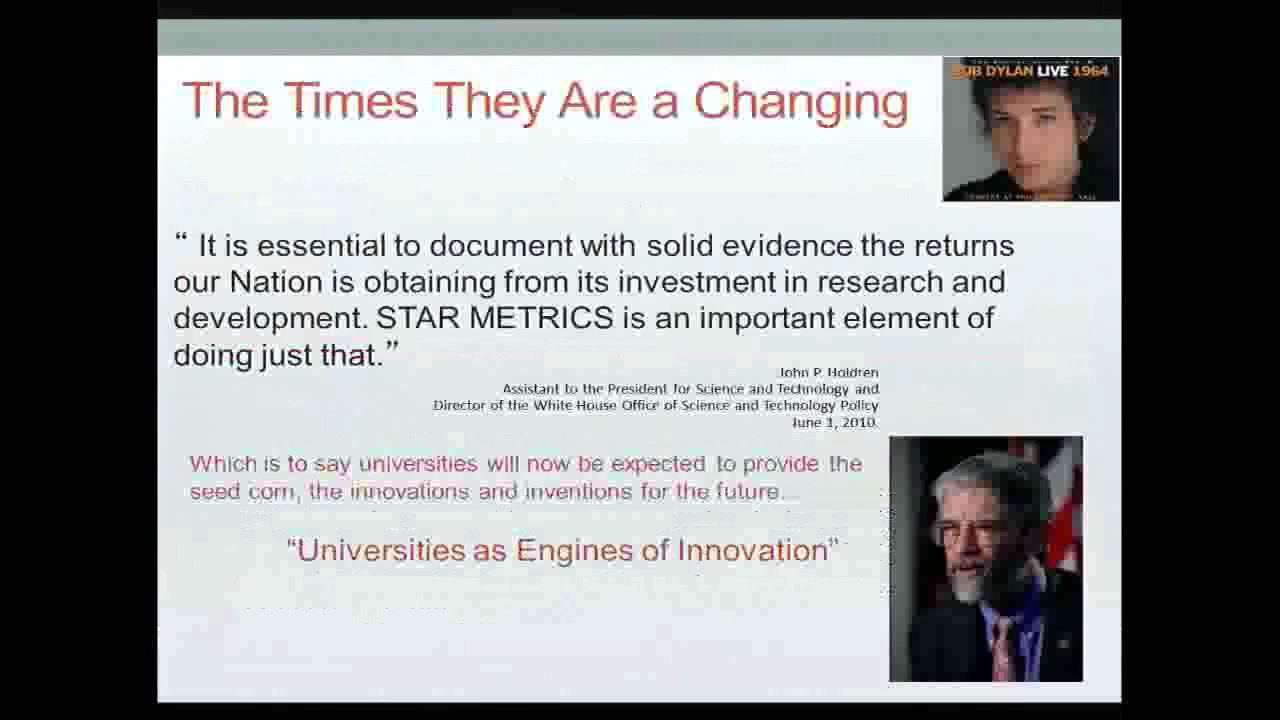 The Times They Are a Changing
BOB DYLAN LIVE 1964
“ It is essential to document with solid evidence the returns
our Nation is obtaining from its investment in research and
development. STAR METRICS is an important element of
doing just that.”
John P. Holdren
Assistant to the President for Science and Technology and
Director of the White House Office of Science and Technology Policy
June 1, 2010
Which is to say universities will now be expected to provide the
seed corn, the innovations and inventions for the future...
“Universities as Engines of Innovation”